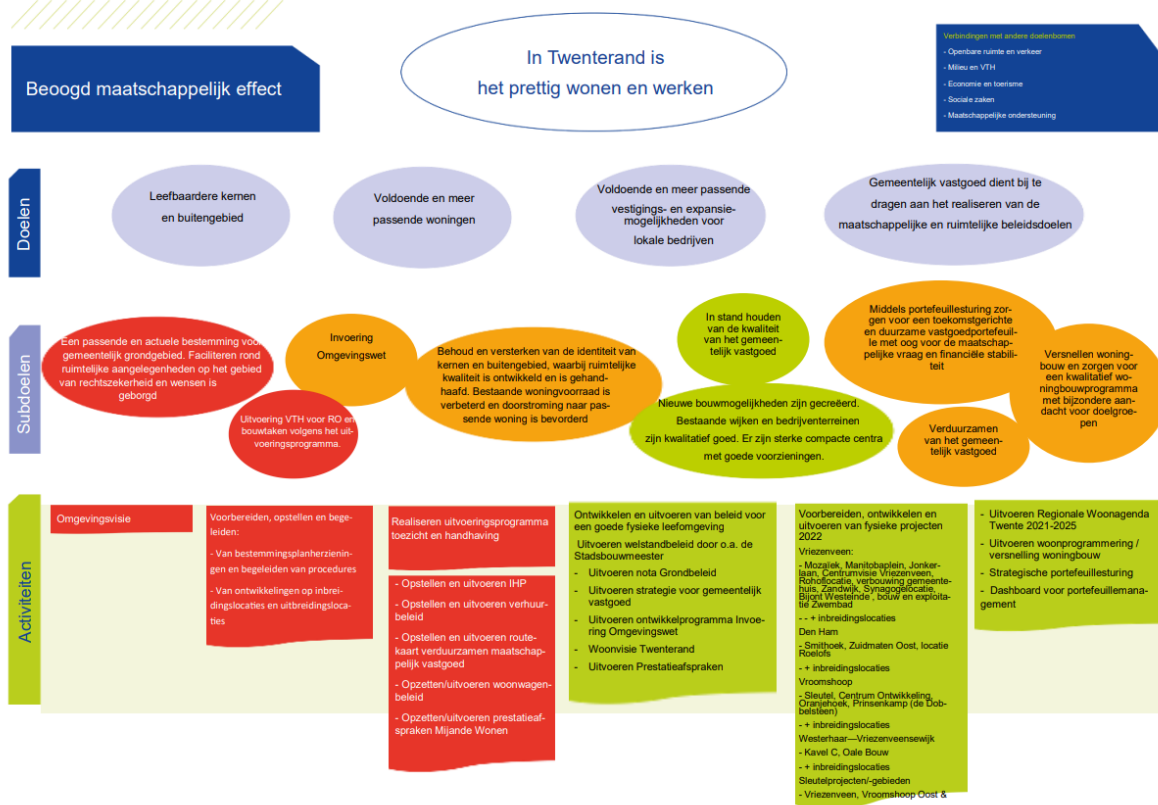 Beoogd maatschappelijk effect
In Twenterand is
het prettig wonen en werken
Verbindingen met andere doelenbomen
- Openbare ruimte en verkeer
- Milieu en VTH
- Economie en toerisme
- Sociale zaken
- Maatschappelijke ondersteuning
Doelen
Leefbaardere kernen
en buitengebied
Voldoende en meer
passende woningen
Voldoende en meer passende
vestigings- en expansie-
mogelijkheden voor
lokale bedrijven
Gemeentelijk vastgoed dient bij te
dragen aan het realiseren van de
maatschappelijke en ruimtelijke beleidsdoelen
Subdoelen
Een passende en actuele bestemming voor
gemeentelijk grondgebied. Faciliteren rond
ruimtelijke aangelegenheden op het gebied
van rechtszekerheid en wensen is
geborgd
Uitvoering VTH voor RO en
bouwtaken volgens het uit-
voeringsprogramma.
Invoering
Omgevingswet
Behoud en versterken van de identiteit van
kernen en buitengebied, waarbij ruimtelijke
kwaliteit is ontwikkeld en is gehand-
haafd. Bestaande woningvoorraad is
verbeterd en doorstroming naar pas-
sende woning is bevorderd
In stand houden
van de kwaliteit
van het gemeen-
telijk vastgoed
Nieuwe bouwmogelijkheden zijn gecreëerd.
Bestaande wijken en bedrijventerreinen
zijn kwalitatief goed. Er zijn sterke compacte centra
met goede voorzieningen.
Middels portefeuillesturing zor-
gen voor een toekomstgerichte
en duurzame vastgoedportefeuil-
le met oog voor de maatschap-
pelijke vraag en financiële stabili-
teit
Verduurzamen
van het gemeen-
telijk vastgoed
Versnellen woning-
bouw en zorgen voor
een kwalitatief wo-
ningbouwprogramma
met bijzondere aan-
dacht voor doelgroe-
pen
Activiteiten
Omgevingsvisie
Voorbereiden, opstellen en bege-
leiden:
- Van bestemmingsplanherzienin-
gen en begeleiden van procedures
- Van ontwikkelingen op inbrei-
dingslocaties en uitbreidingsloca-
ties
Realiseren uitvoeringsprogramma
toezicht en handhaving
- Opstellen en uitvoeren IHP
- Opstellen en uitvoeren verhuur-
beleid
- Opstellen en uitvoeren route-
kaart verduurzamen maatschap-
pelijk vastgoed
- Opzetten/uitvoeren woonwagen-
beleid
- Opzetten/uitvoeren prestatieaf-
spraken Mijande Wonen
Ontwikkelen en uitvoeren van beleid voor
een goede fysieke leefomgeving
Uitvoeren welstandbeleid door o.a. de
Stadsbouwmeester
- Uitvoeren nota Grondbeleid
- Uitvoeren strategie voor gemeentelijk
vastgoed
- Uitvoeren ontwikkelprogramma Invoe-
ring Omgevingswet
- Woonvisie Twenterand
- Uitvoeren Prestatieafspraken
Voorbereiden, ontwikkelen en
uitvoeren van fysieke projecten
2022
Vriezenveen:
- Mozaïek, Manitobaplein, Jonker-
laan, Centrumvisie Vriezenveen,
Rohoflocatie, verbouwing gemeente-
huis, Zandwijk, Synagogelocatie,
Bijont Westeinde , bouw en exploita-
tie Zwembad
- - + inbreidingslocaties
Den Ham
- Smithoek, Zuidmaten Oost, locatie
Roelofs
- + inbreidingslocaties
Vroomshoop
- Sleutel, Centrum Ontwikkeling,
Oranjehoek, Prinsenkamp (de Dob-
belsteen)
- + inbreidingslocaties
Westerhaar—Vriezenveensewijk
- Kavel C, Oale Bouw
- + inbreidingslocaties
Sleutelprojecten/-gebieden
- Vriezenveen, Vroomshoop Oost &
- Uitvoeren Regionale Woonagenda
Twente 2021-2025
- Uitvoeren woonprogrammering /
versnelling woningbouw
- Strategische portefeuillesturing
- Dashboard voor portefeuillemana-
gement